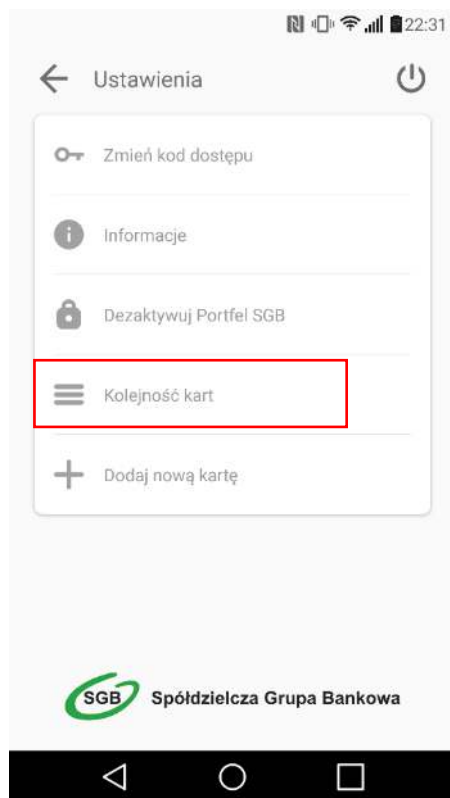 22:31
Ustawienia
Zmień kod dostępu
Informacje
Dezaktywuj Portfel SGB
Kolejność kart
Dodaj nową kartę
SGB Spółdzielcza Grupa Bankowa